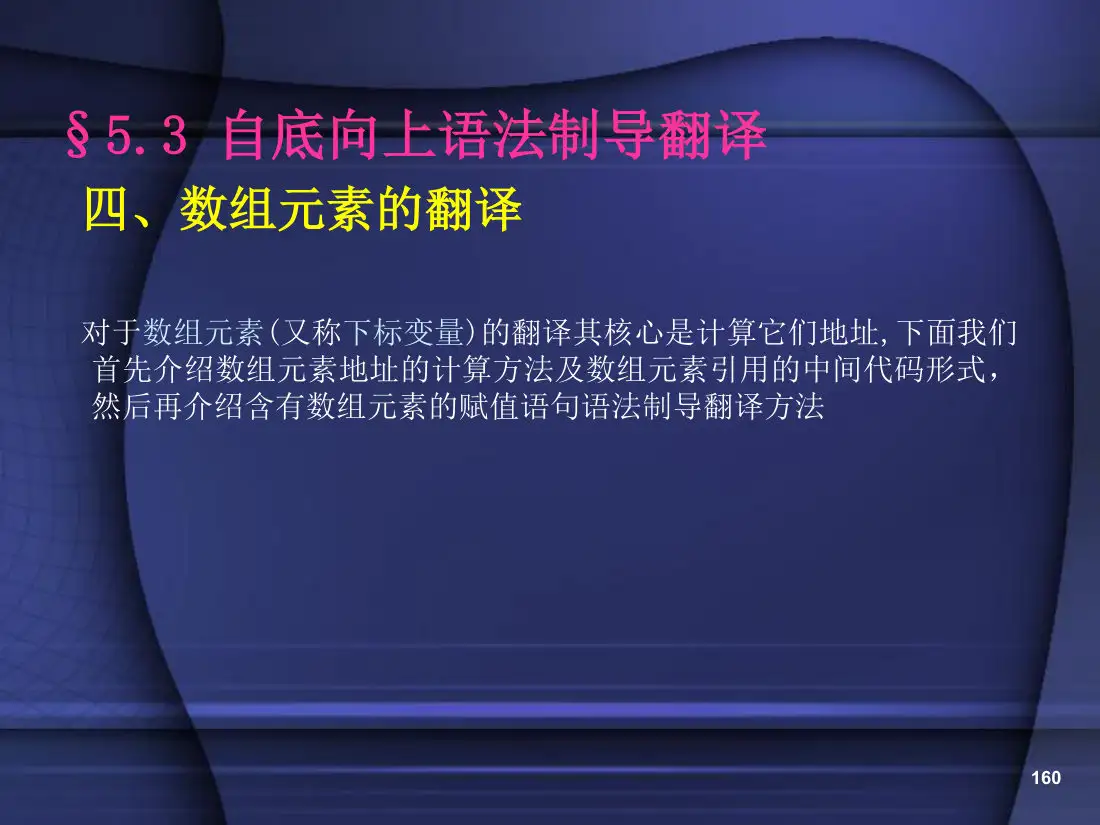 §5.3 自底向上语法制导翻译
四、数组元素的翻译
对于数组元素(又称下标变量)的翻译其核心是计算它们地址,下面我们
首先介绍数组元素地址的计算方法及数组元素引用的中间代码形式，
然后再介绍含有数组元素的赋值语句语法制导翻译方法
160